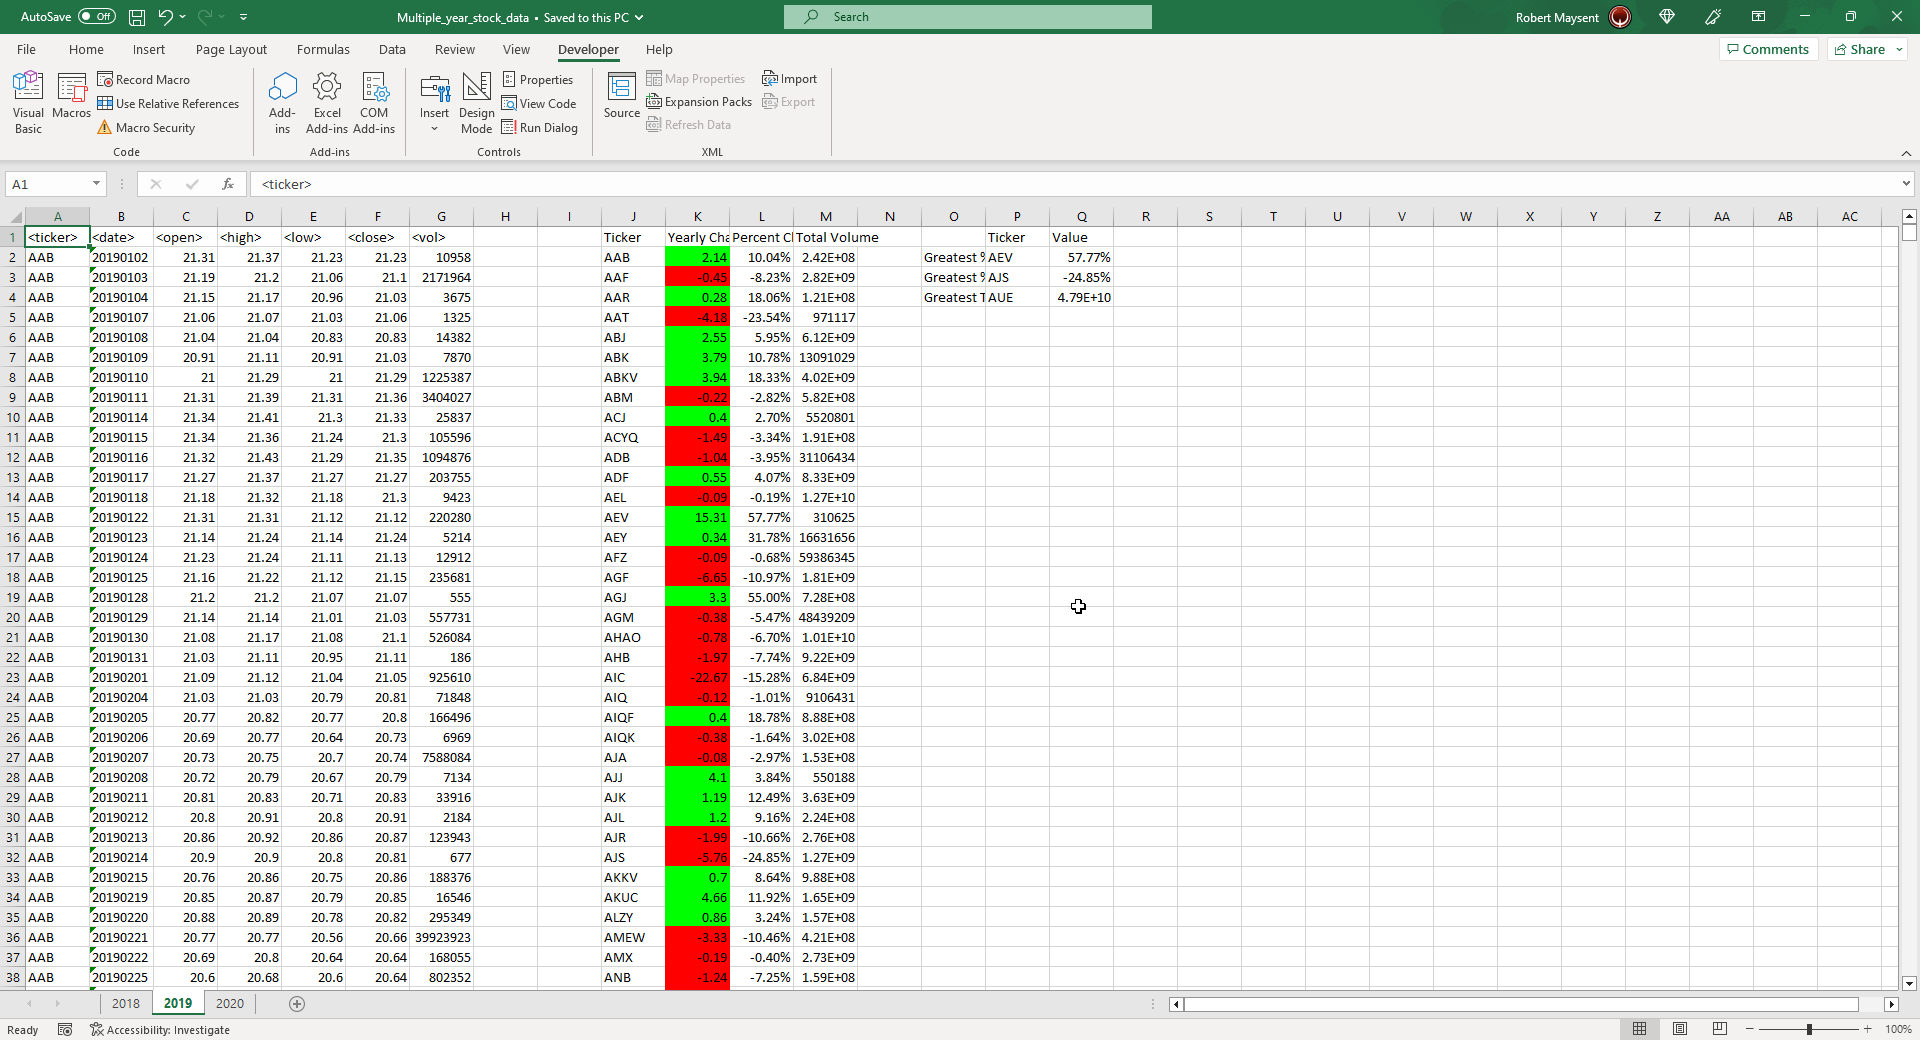 AutoSave Off Multiple_year_stock_data • Saved to this PC Search Robert Maysent
File Home Insert Page Layout Formulas Data Review View Developer Help Comments Share
Visual Basic Macros Record Macro Use Relative References Macro Security
Add-ins Excel Add-ins COM Add-ins
Insert Design Mode Properties View Code Run Dialog
Source Map Properties Expansion Packs Refresh Data Import Export
Code Add-ins Controls XML
A1 fx <ticker>
A B C D E F G H I J K L M N O P Q R S T U V W X Y Z AA AB AC
1 <ticker> <date> <open> <high> <low> <close> <vol> Ticker Yearly Cha Percent Cl Total Volume Ticker Value
2 AAB 20190102 21.31 21.37 21.23 21.23 10958 AAB 2.14 10.04% 2.42E+08 Greatest % AEV 57.77%
3 AAB 20190103 21.19 21.2 21.06 21.1 2171964 AAF -0.45 -8.23% 2.82E+09 Greatest % AJS -24.85%
4 AAB 20190104 21.15 21.17 20.96 21.03 3675 AAR 0.28 18.06% 1.21E+08 Greatest T AUE 4.79E+10
5 AAB 20190107 21.06 21.07 21.03 21.06 1325 AAT -4.18 -23.54% 971117
6 AAB 20190108 21.04 21.04 20.83 20.83 14382 ABJ 2.55 5.95% 6.12E+09
7 AAB 20190109 20.91 21.11 20.91 21.03 7870 ABK 3.79 10.78% 13091029
8 AAB 20190110 21 21.29 21 21.29 1225387 ABKV 3.94 18.33% 4.02E+09
9 AAB 20190111 21.31 21.39 21.31 21.36 3404027 ABM -0.22 -2.82% 5.82E+08
10 AAB 20190114 21.34 21.41 21.3 21.33 25837 ACJ 0.4 2.70% 5520801
11 AAB 20190115 21.34 21.36 21.24 21.3 105596 ACYQ -1.49 -3.34% 1.91E+08
12 AAB 20190116 21.32 21.43 21.29 21.35 1094876 ADB -1.04 -3.95% 31106434
13 AAB 20190117 21.27 21.37 21.27 21.27 203755 ADF 0.55 4.07% 8.33E+09
14 AAB 20190118 21.18 21.32 21.18 21.3 9423 AEL -0.09 -0.19% 1.27E+10
15 AAB 20190122 21.31 21.31 21.12 21.12 220280 AEV 15.31 57.77% 310625
16 AAB 20190123 21.14 21.24 21.14 21.24 5214 AEY 0.34 31.78% 16631656
17 AAB 20190124 21.23 21.24 21.11 21.13 12912 AFZ -0.09 -0.68% 59386345
18 AAB 20190125 21.16 21.22 21.12 21.15 235681 AGF -6.65 -10.97% 1.81E+09
19 AAB 20190128 21.2 21.2 21.07 21.07 555 AGJ 3.3 55.00% 7.28E+08
20 AAB 20190129 21.14 21.14 21.01 21.03 557731 AGM -0.38 -5.47% 48439209
21 AAB 20190130 21.08 21.17 21.08 21.1 526084 AHAO -0.78 -6.70% 1.01E+10
22 AAB 20190131 21.03 21.11 20.95 21.11 186 AHB -1.97 -7.74% 9.22E+09
23 AAB 20190201 21.09 21.12 21.04 21.05 925610 AIC -22.67 -15.28% 6.84E+09
24 AAB 20190204 21.03 21.03 20.79 20.81 71848 AIQ -0.12 -1.01% 9106431
25 AAB 20190205 20.77 20.82 20.77 20.8 166496 AIQF 0.4 18.78% 8.88E+08
26 AAB 20190206 20.69 20.77 20.64 20.73 6969 AIQK -0.38 -1.64% 3.02E+08
27 AAB 20190207 20.73 20.75 20.7 20.74 7588084 AJA -0.08 -2.97% 1.53E+08
28 AAB 20190208 20.72 20.79 20.67 20.79 7134 AJJ 4.1 3.84% 550188
29 AAB 20190211 20.81 20.83 20.71 20.83 33916 AJK 1.19 12.49% 3.63E+09
30 AAB 20190212 20.8 20.91 20.8 20.91 2184 AJL 1.2 9.16% 2.24E+08
31 AAB 20190213 20.86 20.92 20.86 20.87 123943 AJR -1.99 -10.66% 2.76E+08
32 AAB 20190214 20.9 20.9 20.8 20.81 677 AJS -5.76 -24.85% 1.27E+09
33 AAB 20190215 20.76 20.86 20.75 20.86 188376 AKKV 0.7 8.64% 9.88E+08
34 AAB 20190219 20.85 20.87 20.79 20.85 16546 AKUC 4.66 11.92% 1.65E+09
35 AAB 20190220 20.88 20.89 20.78 20.82 295349 ALZY 0.86 3.24% 1.57E+08
36 AAB 20190221 20.77 20.77 20.56 20.66 39923923 AMEW -3.33 -10.46% 4.21E+08
37 AAB 20190222 20.69 20.8 20.64 20.64 168055 AMX -0.19 -0.40% 2.73E+09
38 AAB 20190225 20.6 20.68 20.6 20.64 802352 ANB -1.24 -7.25% 1.59E+08
2018 2019 2020
Ready Accessibility: Investigate 100%